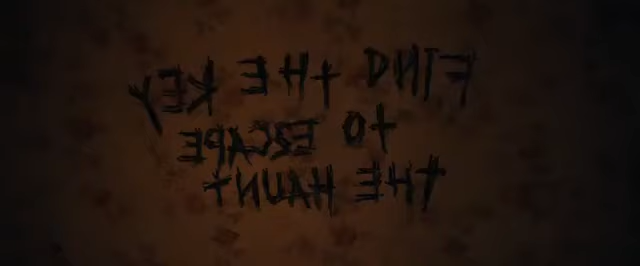 FIND THE KEY
TO ESCAPE
THE HAUNT